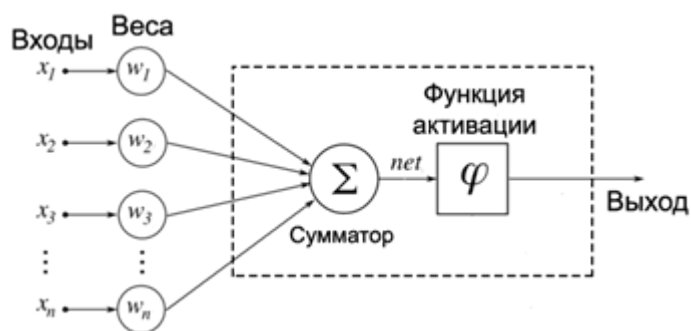 Входы
Веса
x1
w1
x2
w2
x3
w3
⋮
⋮
xn
wn
Σ
Сумматор
net
Функция
активации
φ
Выход